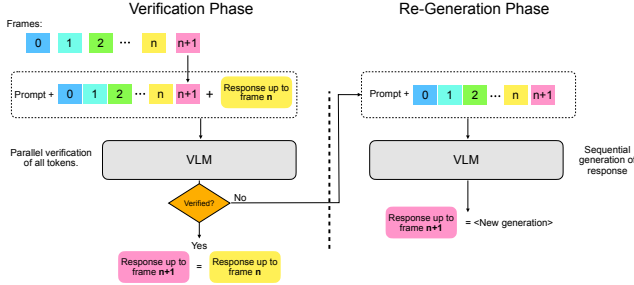 Verification Phase
Re-Generation Phase
Frames:
0 1 2 ... n n+1
Prompt + 0 1 2 ... n n+1 + Response up to
frame n
Prompt + 0 1 2 ... n n+1
Parallel verification
of all tokens.
VLM
VLM
Sequential
generation of
response
Verified?
No
Yes
Response up to
frame n+1
=
Response up to
frame n
Response up to
frame n+1
= <New generation>